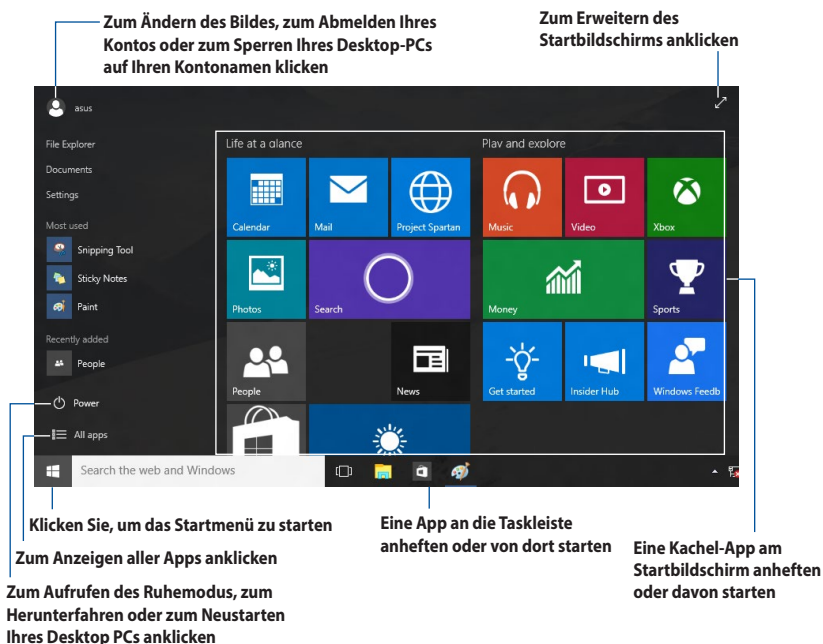 Zum Ändern des Bildes, zum Abmelden Ihres
Kontos oder zum Sperren Ihres Desktop-PCs
auf Ihren Kontonamen klicken
Zum Erweitern des
Startbildschirms anklicken
asus
File Explorer
Documents
Settings
Most used
Snipping Tool
Sticky Notes
Paint
Recently added
People
Power
All apps
Search the web and Windows
Life at a glance
Calendar
Mail
Project Spartan
Photos
Search
People
News
Play and explore
Music
Video
Xbox
Money
Sports
Get started
Insider Hub
Windows Feedb
Klicken Sie, um das Startmenü zu starten
Zum Anzeigen aller Apps anklicken
Zum Aufrufen des Ruhemodus, zum
Herunterfahren oder zum Neustarten
Ihres Desktop PCs anklicken
Eine App an die Taskleiste
anheften oder von dort starten
Eine Kachel-App am
Startbildschirm anheften
oder davon starten